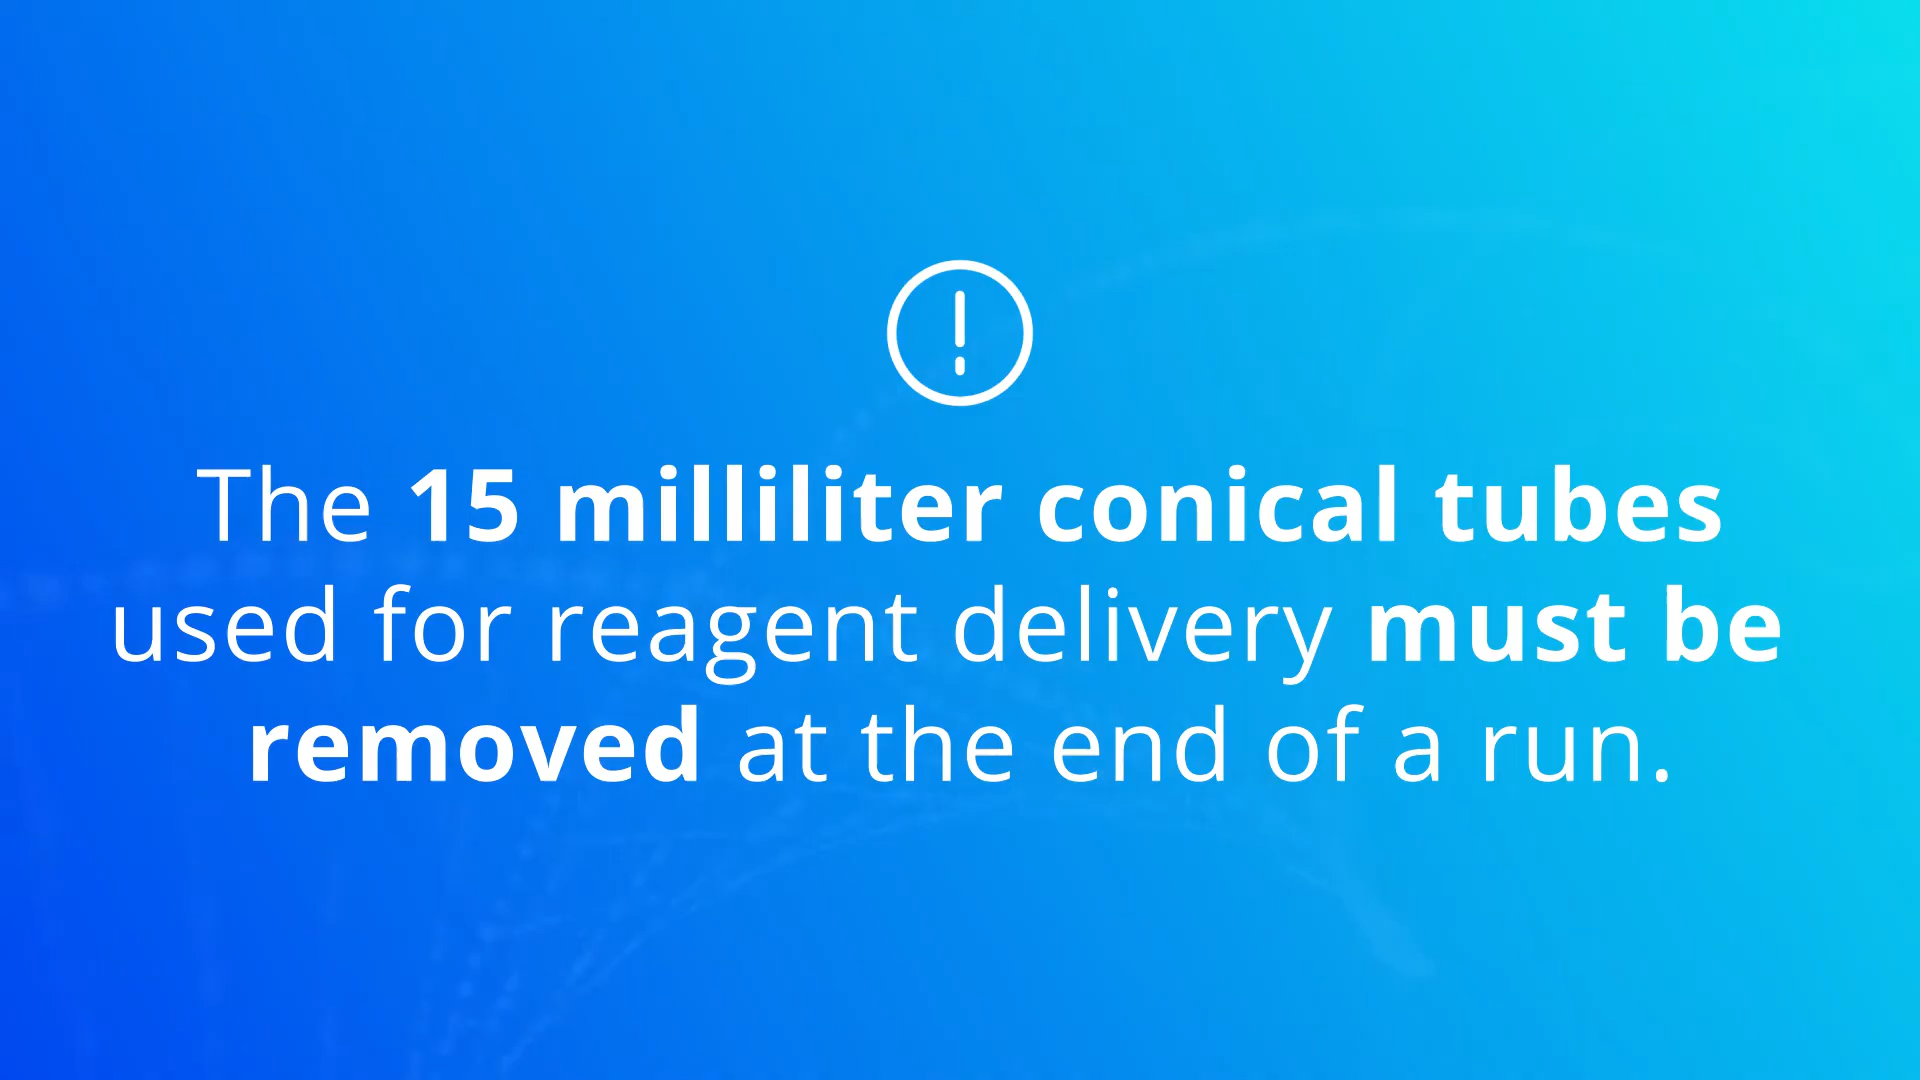 The 15 milliliter conical tubes
used for reagent delivery must be
removed at the end of a run.